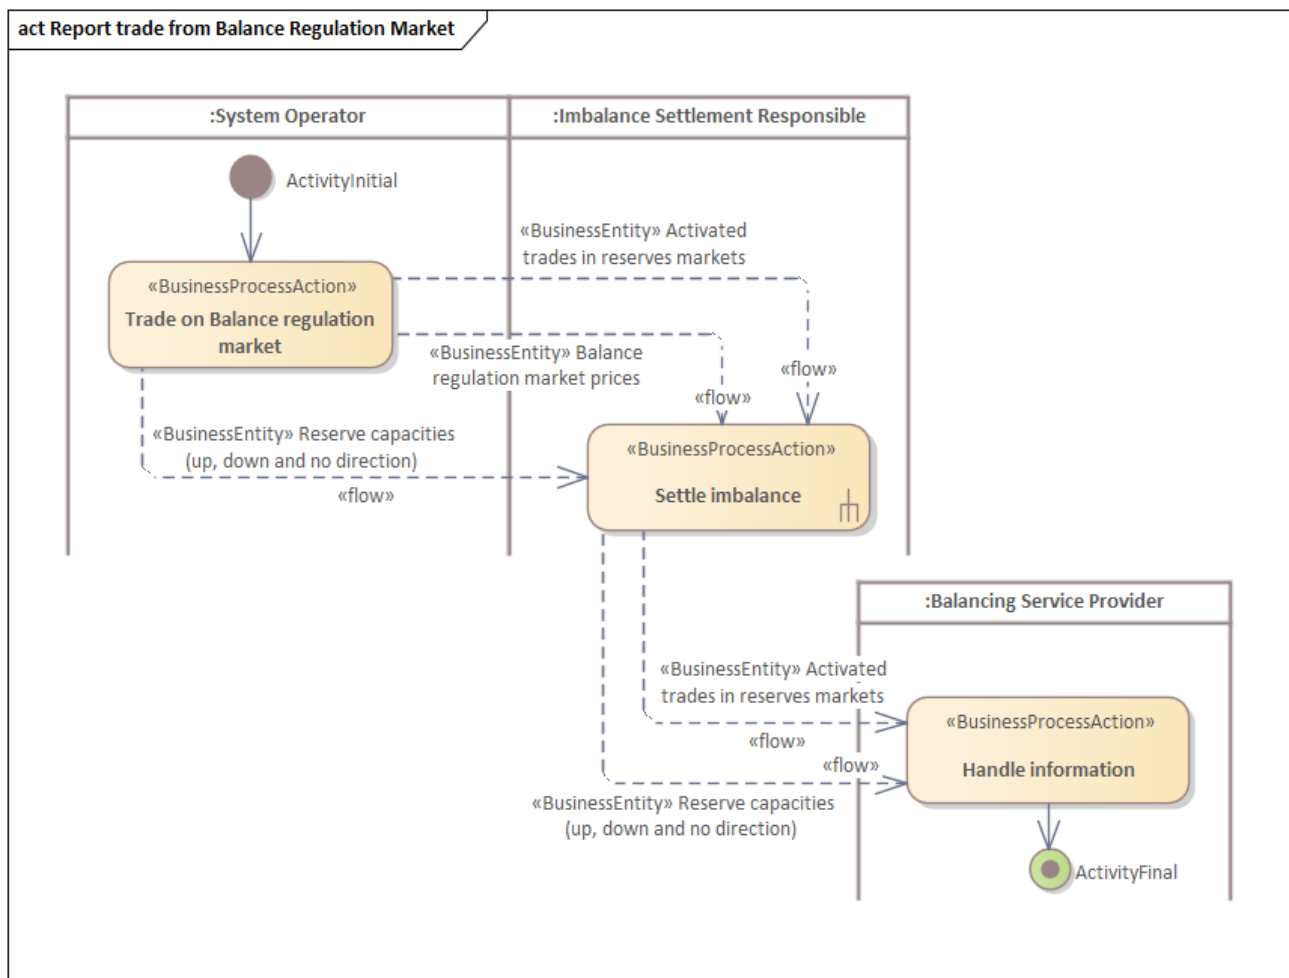 act Report trade from Balance Regulation Market
:System Operator
:Imbalance Settlement Responsible
ActivityInitial
«BusinessEntity» Activated
trades in reserves markets
«BusinessProcessAction»
Trade on Balance regulation
market
«BusinessEntity» Balance
regulation market prices
«flow»
«flow»
«BusinessEntity» Reserve capacities
(up, down and no direction)
«flow»
«BusinessProcessAction»
Settle imbalance
:Balancing Service Provider
«BusinessEntity» Activated
trades in reserves markets
«flow»
«BusinessProcessAction»
Handle information
«flow»
«BusinessEntity» Reserve capacities
(up, down and no direction)
ActivityFinal